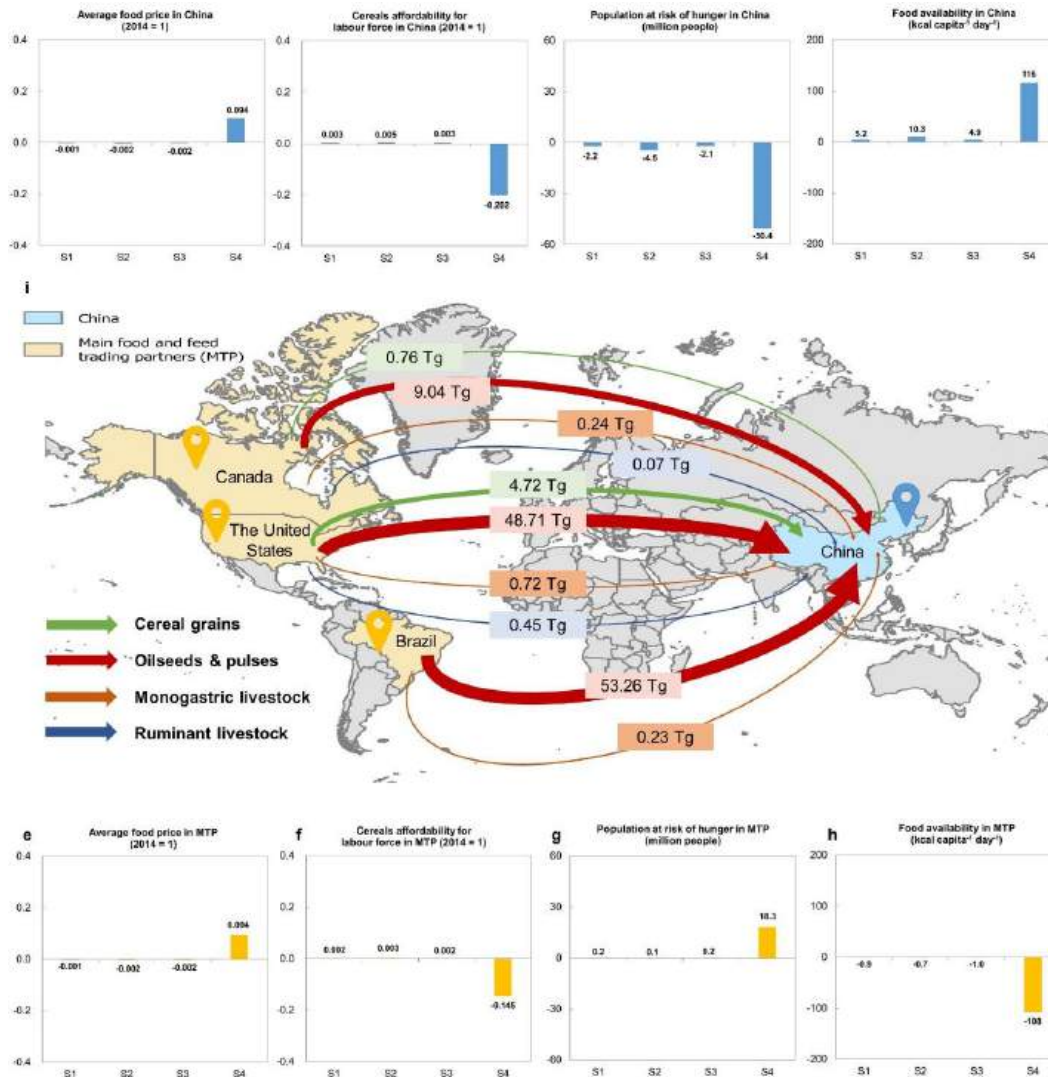 Average food price in China
(2014 = 1)
0.4
0.2
0.0
0.2
-0.4
-0.001
-0.002
-0.002
0.094
S1 S2 S3 S4
Cereals affordability for
labour force in China (2014 = 1)
0.4
0.2
0.0
-0.2
-0.4
0.003
0.005
0.003
-0.202
S1 S2 S3 S4
Population at risk of hunger in China
(million people)
60
30
0
-30
-60
-2.2
-4.5
-2.1
S1 S2 S3 S4
Food availability in China
(kcal capita⁻¹ day⁻¹)
200
100
0
-100
-200
5.2
10.3
4.9
116
S1 S2 S3 S4
i
China
Main food and feed
trading partners (MTP)
0.76 Tg
9.04 Tg
0.24 Tg
0.07 Tg
Canada
4.72 Tg
The United
States
48.71 Tg
China
0.72 Tg
0.45 Tg
Brazil
53.26 Tg
0.23 Tg
Cereal grains
Oilseeds & pulses
Monogastric livestock
Ruminant livestock
e
Average food price in MTP
(2014 = 1)
0.4
0.2
0.0
-0.2
-0.4
-0.001
-0.002
-0.002
0.094
S1 S2 S3 S4
f
Cereals affordability for
labour force in MTP (2014 = 1)
0.4
0.2
0.0
-0.2
-0.4
0.002
0.003
0.002
-0.145
S1 S2 S3 S4
g
Population at risk of hunger in MTP
(million people)
60
30
0
-30
-60
0.2
0.1
0.2
18.3
S1 S2 S3 S4
h
Food availability in MTP
(kcal capita⁻¹ day⁻¹)
200
100
0
-100
-200
-0.9
-0.7
-1.0
-108
S1 S2 S3 S4